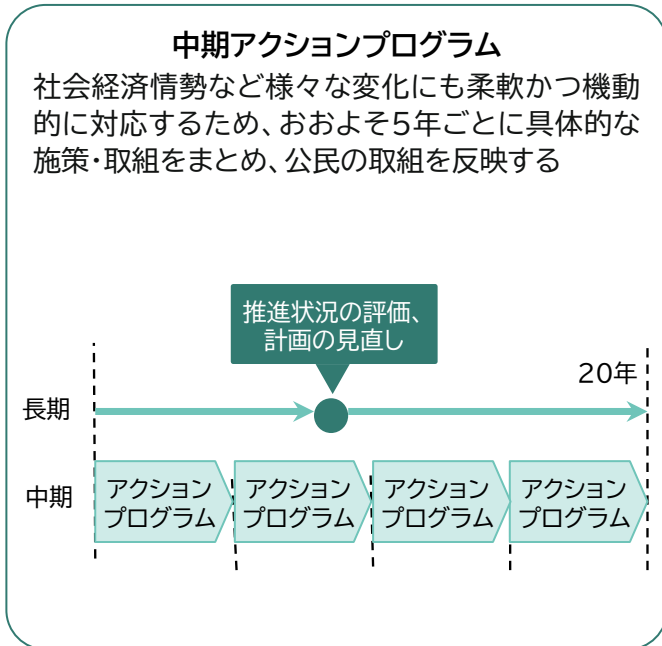 中期アクションプログラム
社会経済情勢など様々な変化にも柔軟かつ機動
的に対応するため、おおよそ5年ごとに具体的な
施策・取組をまとめ、公民の取組を反映する
推進状況の評価、
計画の見直し
20年
長期
中期
アクション
プログラム
アクション
プログラム
アクション
プログラム
アクション
プログラム